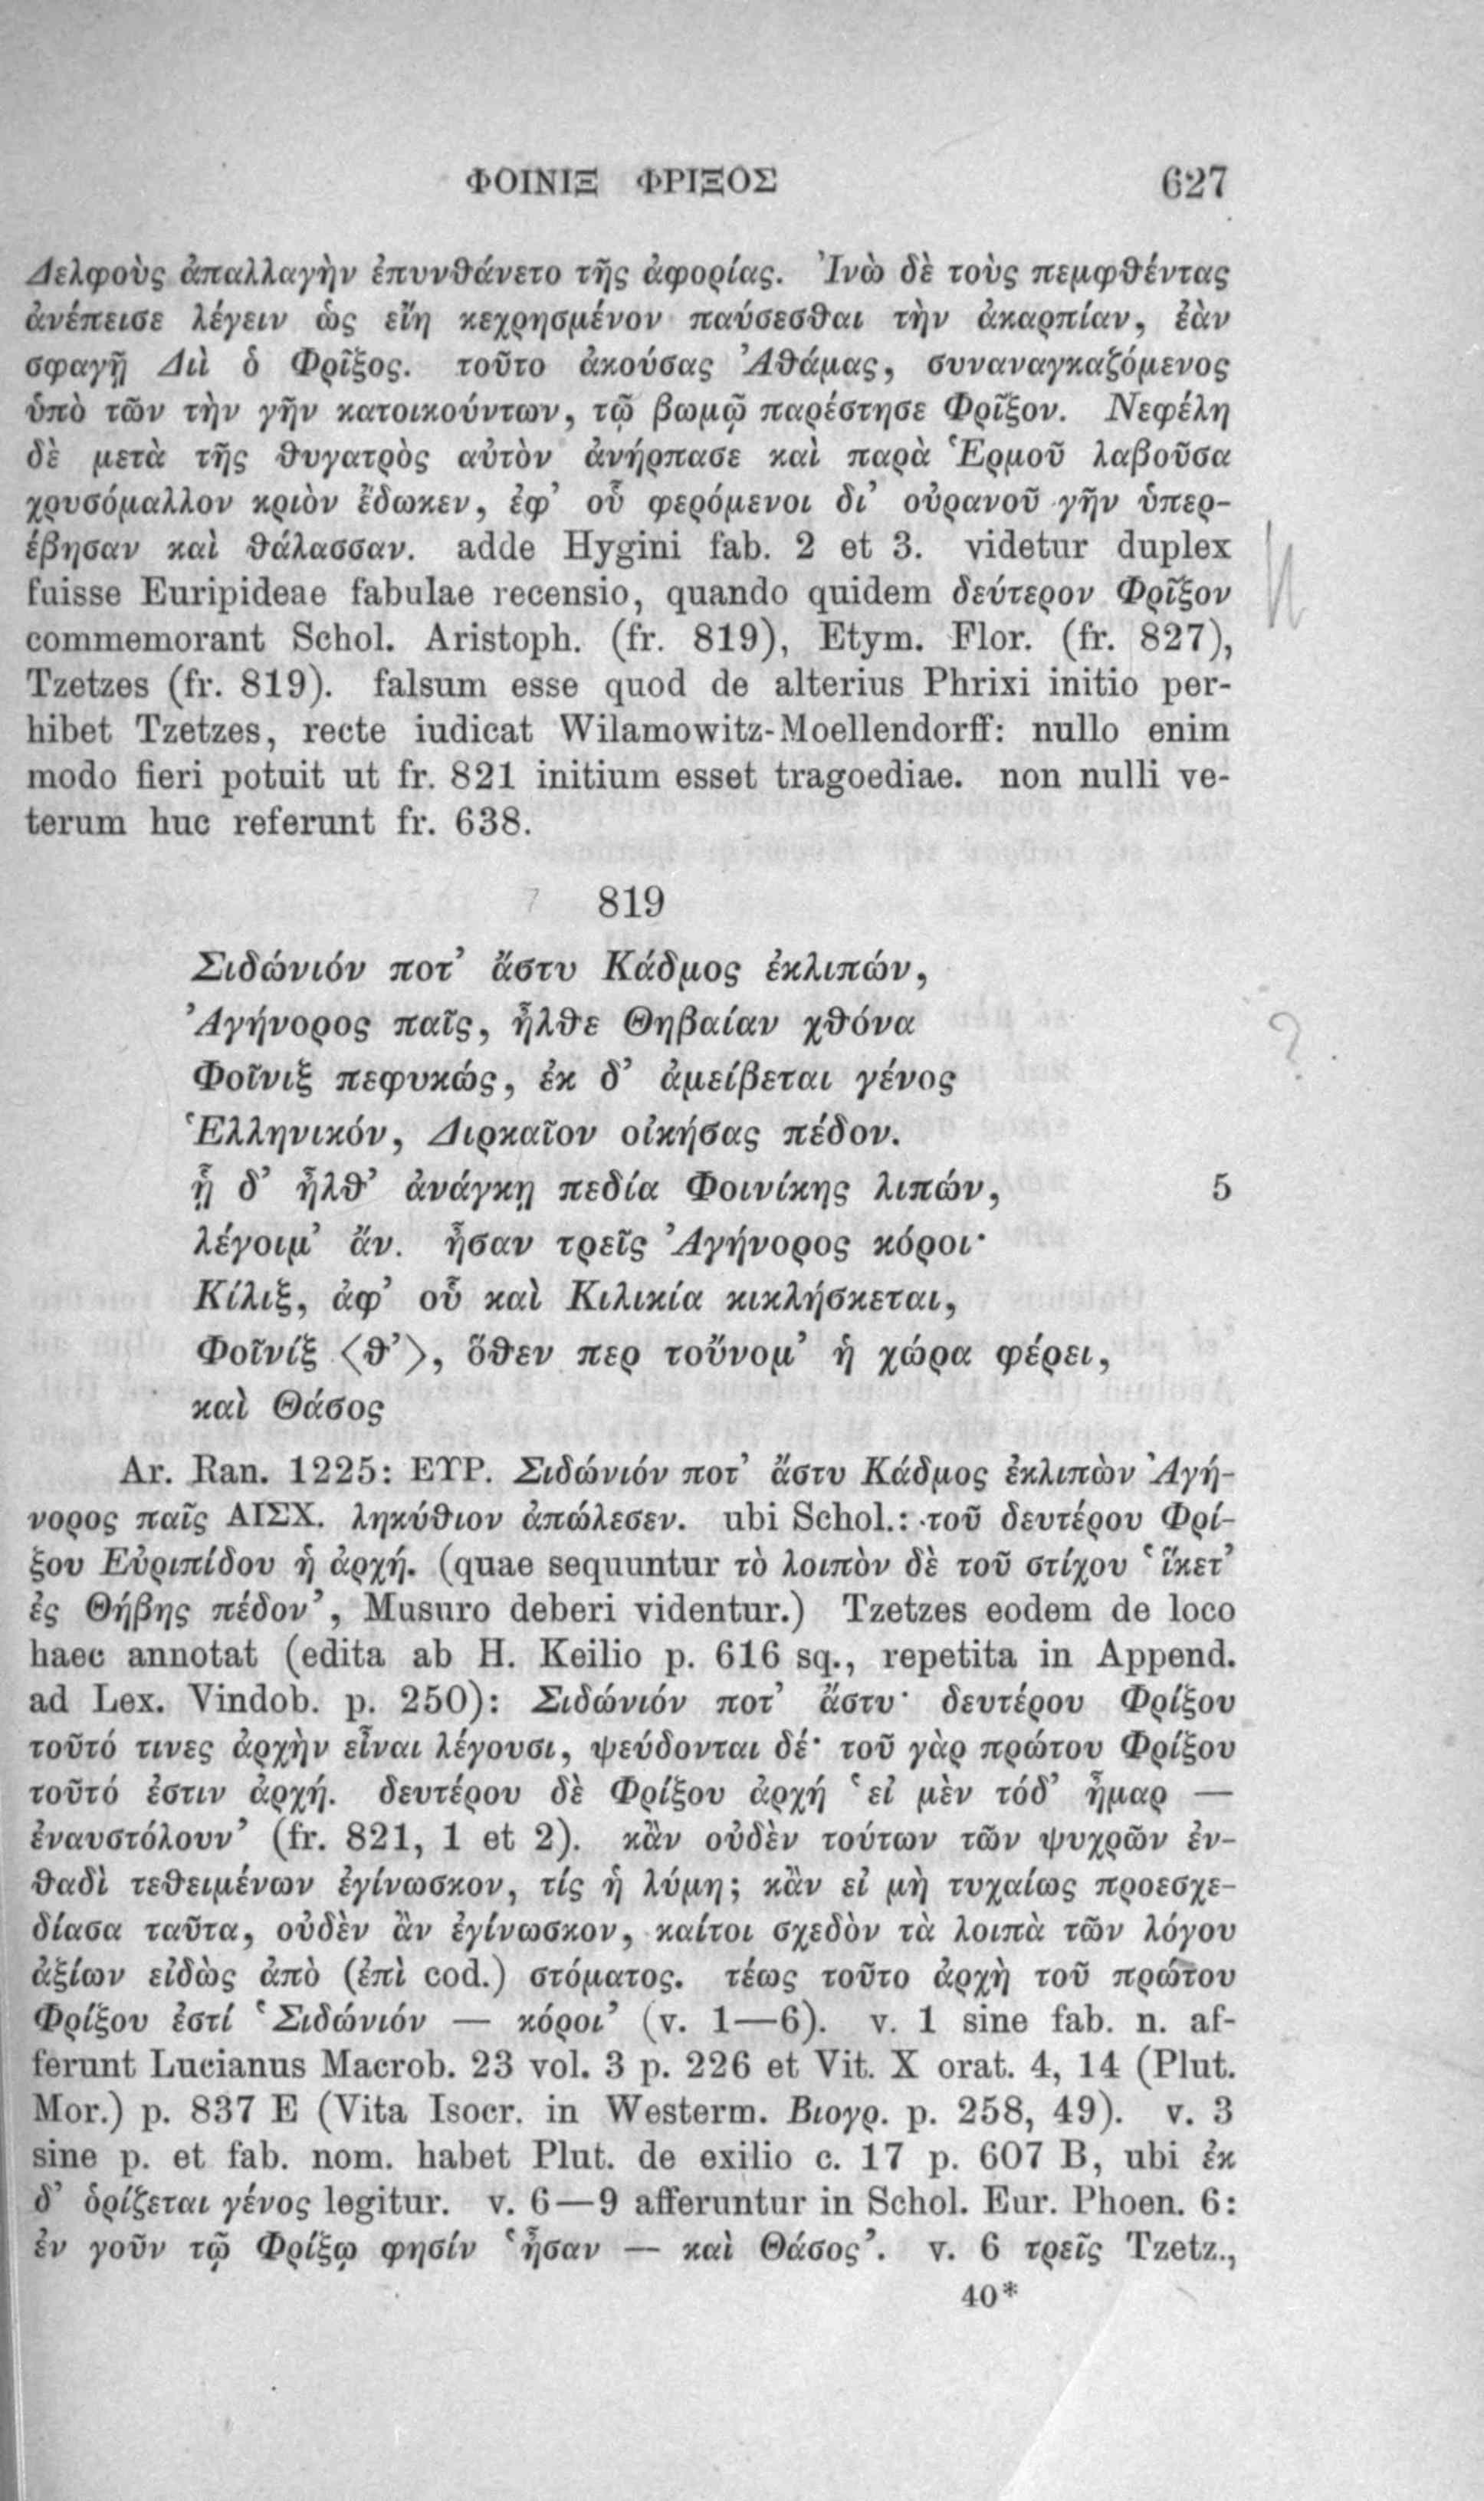 ΦΟΙΝΙΞ ΦΡΙΞΟΣ 627
Δελφοὺς ἀπαλλαγὴν ἐπυνθάνετο τῆς ἀφορίας. Ἰνὼ δὲ τοὺς πεμφθέντας
ἀνέπεισε λέγειν ὡς εἴη κεχρησμένον παύσεσθαι τὴν ἀκαρπίαν, ἐὰν
σφαγῇ Διὶ ὁ Φρῖξος. τοῦτο ἀκούσας Ἀθάμας, συναναγκαζόμενος
ὑπὸ τῶν τὴν γῆν κατοικούντων, τῷ βωμῷ παρέστησε Φρῖξον. Νεφέλη
δὲ μετὰ τῆς θυγατρὸς αὐτὸν ἀνήρπασε καὶ παρὰ Ἑρμοῦ λαβοῦσα
χρυσόμαλλον κριὸν ἔδωκεν, ἐφ’ οὗ φερόμενοι δι’ οὐρανοῦ γῆν ὑπερ-
έβησαν καὶ θάλασσαν. adde Hygini fab. 2 et 3. videtur duplex
fuisse Euripideae fabulae recensio, quando quidem δεύτερον Φρῖξον
commemorant Schol. Aristoph. (fr. 819), Etym. Flor. (fr. 827),
Tzetzes (fr. 819). falsum esse quod de alterius Phrixi initio per-
hibet Tzetzes, recte iudicat Wilamowitz-Moellendorff: nullo enim
modo fieri potuit ut fr. 821 initium esset tragoediae. non nulli ve-
terum huc referunt fr. 638.
819
Σιδώνιόν ποτ’ ἄστυ Κάδμος ἐκλιπών,
Ἀγήνορος παῖς, ἦλθε Θηβαίαν χθόνα
?
Φοῖνιξ πεφυκώς, ἐκ δ’ ἀμείβεται γένος
Ἑλληνικόν, Διρκαῖον οἰκήσας πέδον.
ᾗ δ’ ἦλθ’ ἀνάγκῃ πεδία Φοινίκης λιπών, 5
λέγοιμ’ ἄν. ἦσαν τρεῖς Ἀγήνορος κόροι·
Κίλιξ, ἀφ’ οὗ καὶ Κιλικία κικλήσκεται,
Φοῖνίξ ⟨θ’⟩, ὅθεν περ τοὔνομ’ ἡ χώρα φέρει,
καὶ Θάσος
Ar. Ran. 1225: ΕΥΡ. Σιδώνιόν ποτ’ ἄστυ Κάδμος ἐκλιπὼν Ἀγή-
νορος παῖς ΑΙΣΧ. ληκύθιον ἀπώλεσεν. ubi Schol.: τοῦ δευτέρου Φρί-
ξου Εὐριπίδου ἡ ἀρχή. (quae sequuntur τὸ λοιπὸν δὲ τοῦ στίχου ‘ἵκετ’
ἐς Θήβης πέδον’, Musuro deberi videntur.) Tzetzes eodem de loco
haec annotat (edita ab H. Keilio p. 616 sq., repetita in Append.
ad Lex. Vindob. p. 250): Σιδώνιόν ποτ’ ἄστυ· δευτέρου Φρίξου
τοῦτό τινες ἀρχὴν εἶναι λέγουσι, ψεύδονται δέ· τοῦ γὰρ πρώτου Φρίξου
τοῦτό ἐστιν ἀρχή. δευτέρου δὲ Φρίξου ἀρχή ‘εἰ μὲν τόδ’ ἦμαρ —
ἐναυστόλουν’ (fr. 821, 1 et 2). κἂν οὐδὲν τούτων τῶν ψυχρῶν ἐν-
θαδὶ τεθειμένων ἐγίνωσκον, τίς ἡ λύμη; κἂν εἰ μὴ τυχαίως προεσχε-
δίασα ταῦτα, οὐδὲν ἂν ἐγίνωσκον, καίτοι σχεδὸν τὰ λοιπὰ τῶν λόγου
ἀξίων εἰδὼς ἀπὸ (ἐπὶ cod.) στόματος. τέως τοῦτο ἀρχὴ τοῦ πρώτου
Φρίξου ἐστί ‘Σιδώνιόν — κόροι’ (v. 1—6). v. 1 sine fab. n. af-
ferunt Lucianus Macrob. 23 vol. 3 p. 226 et Vit. X orat. 4, 14 (Plut.
Mor.) p. 837 E (Vita Isocr. in Westerm. Βιογρ. p. 258, 49). v. 3
sine p. et fab. nom. habet Plut. de exilio c. 17 p. 607 B, ubi ἐκ
δ’ ὁρίζεται γένος legitur. v. 6—9 afferuntur in Schol. Eur. Phoen. 6:
ἐν γοῦν τῷ Φρίξῳ φησίν ‘ἦσαν — καὶ Θάσος’. v. 6 τρεῖς Tzetz.,
40*